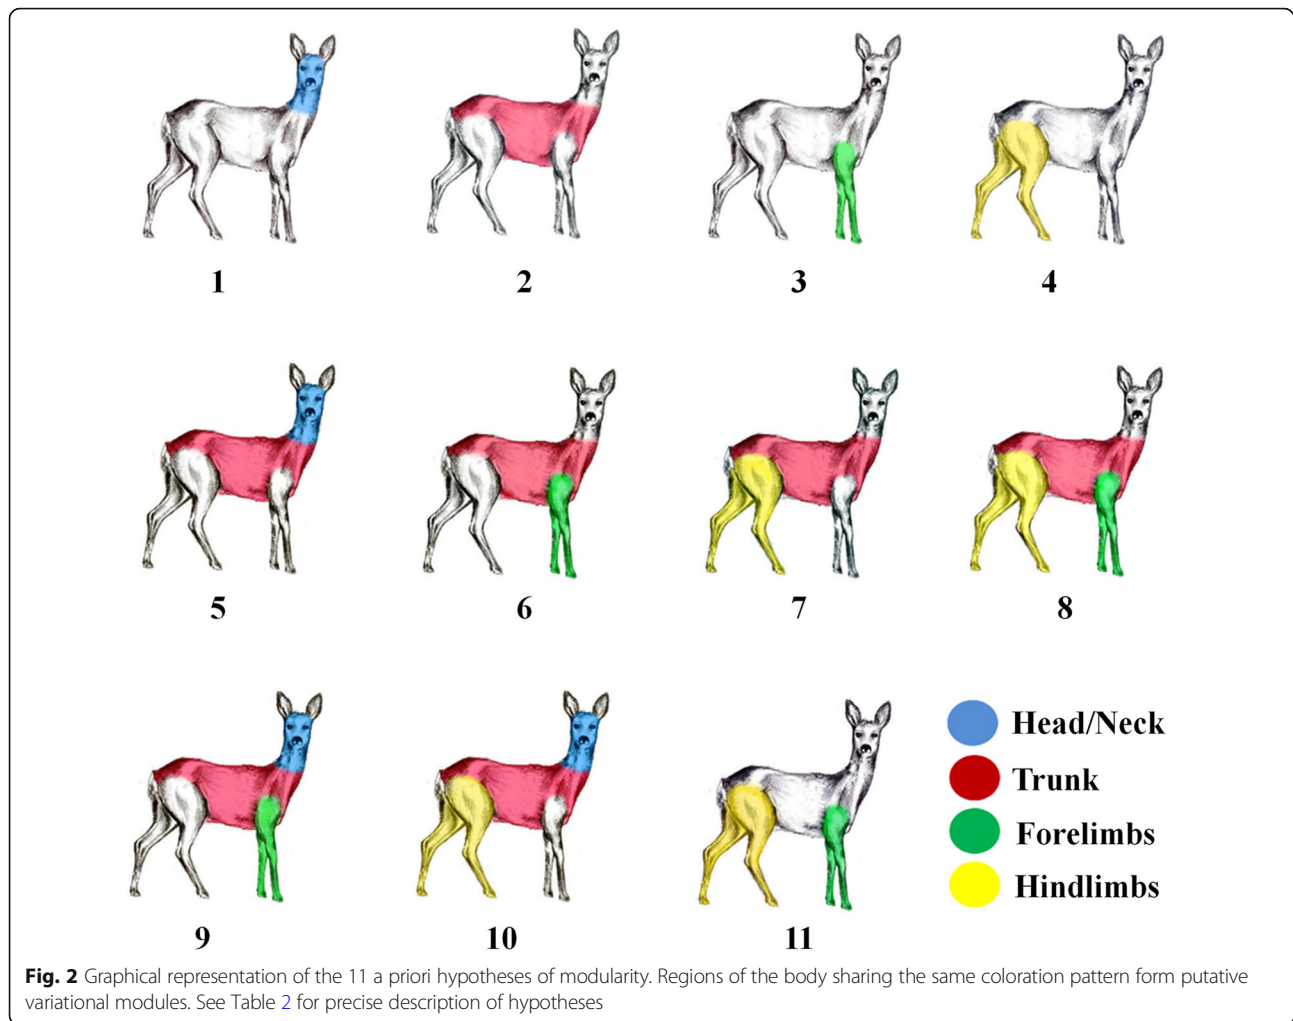 1 2 3 4
5 6 7 8
Head/Neck
Trunk
Forelimbs
Hindlimbs
9 10 11
Fig. 2 Graphical representation of the 11 a priori hypotheses of modularity. Regions of the body sharing the same coloration pattern form putative
variational modules. See Table 2 for precise description of hypotheses